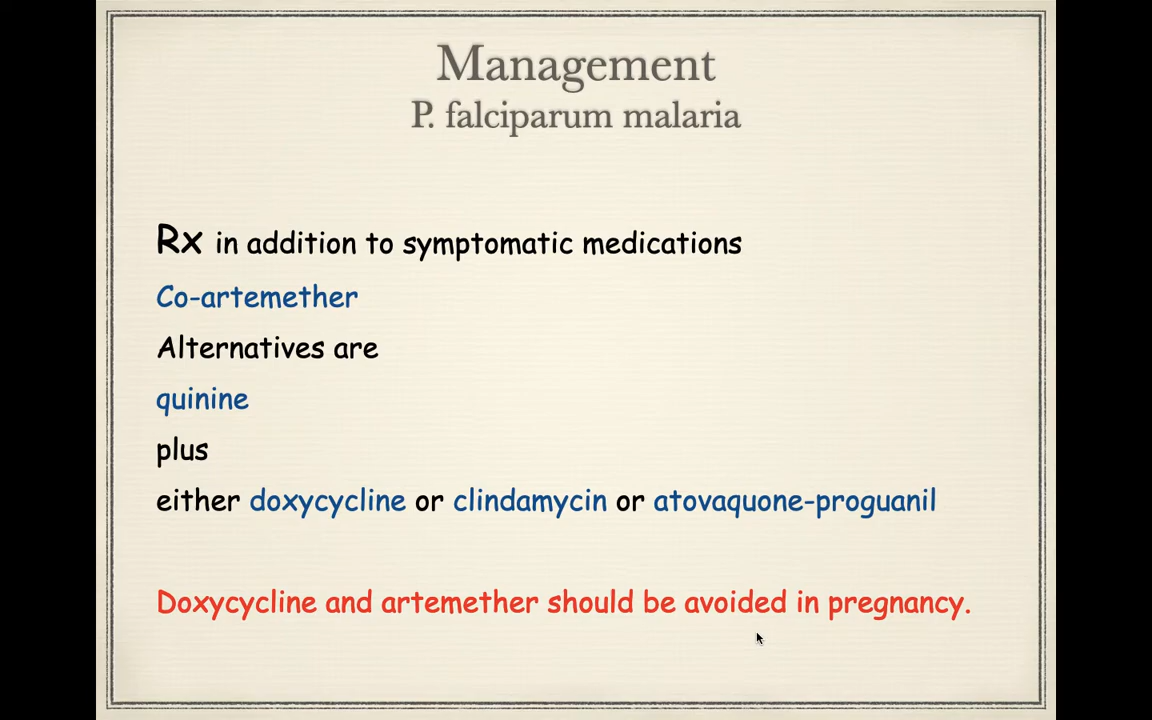 Management
P. falciparum malaria
Rx in addition to symptomatic medications
Co-artemether
Alternatives are
quinine
plus
either doxycycline or clindamycin or atovaquone-proguanil
Doxycycline and artemether should be avoided in pregnancy.